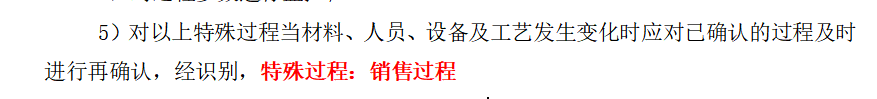 5）对以上特殊过程当材料、人员、设备及工艺发生变化时应对已确认的过程及时
进行再确认，经识别，特殊过程：销售过程